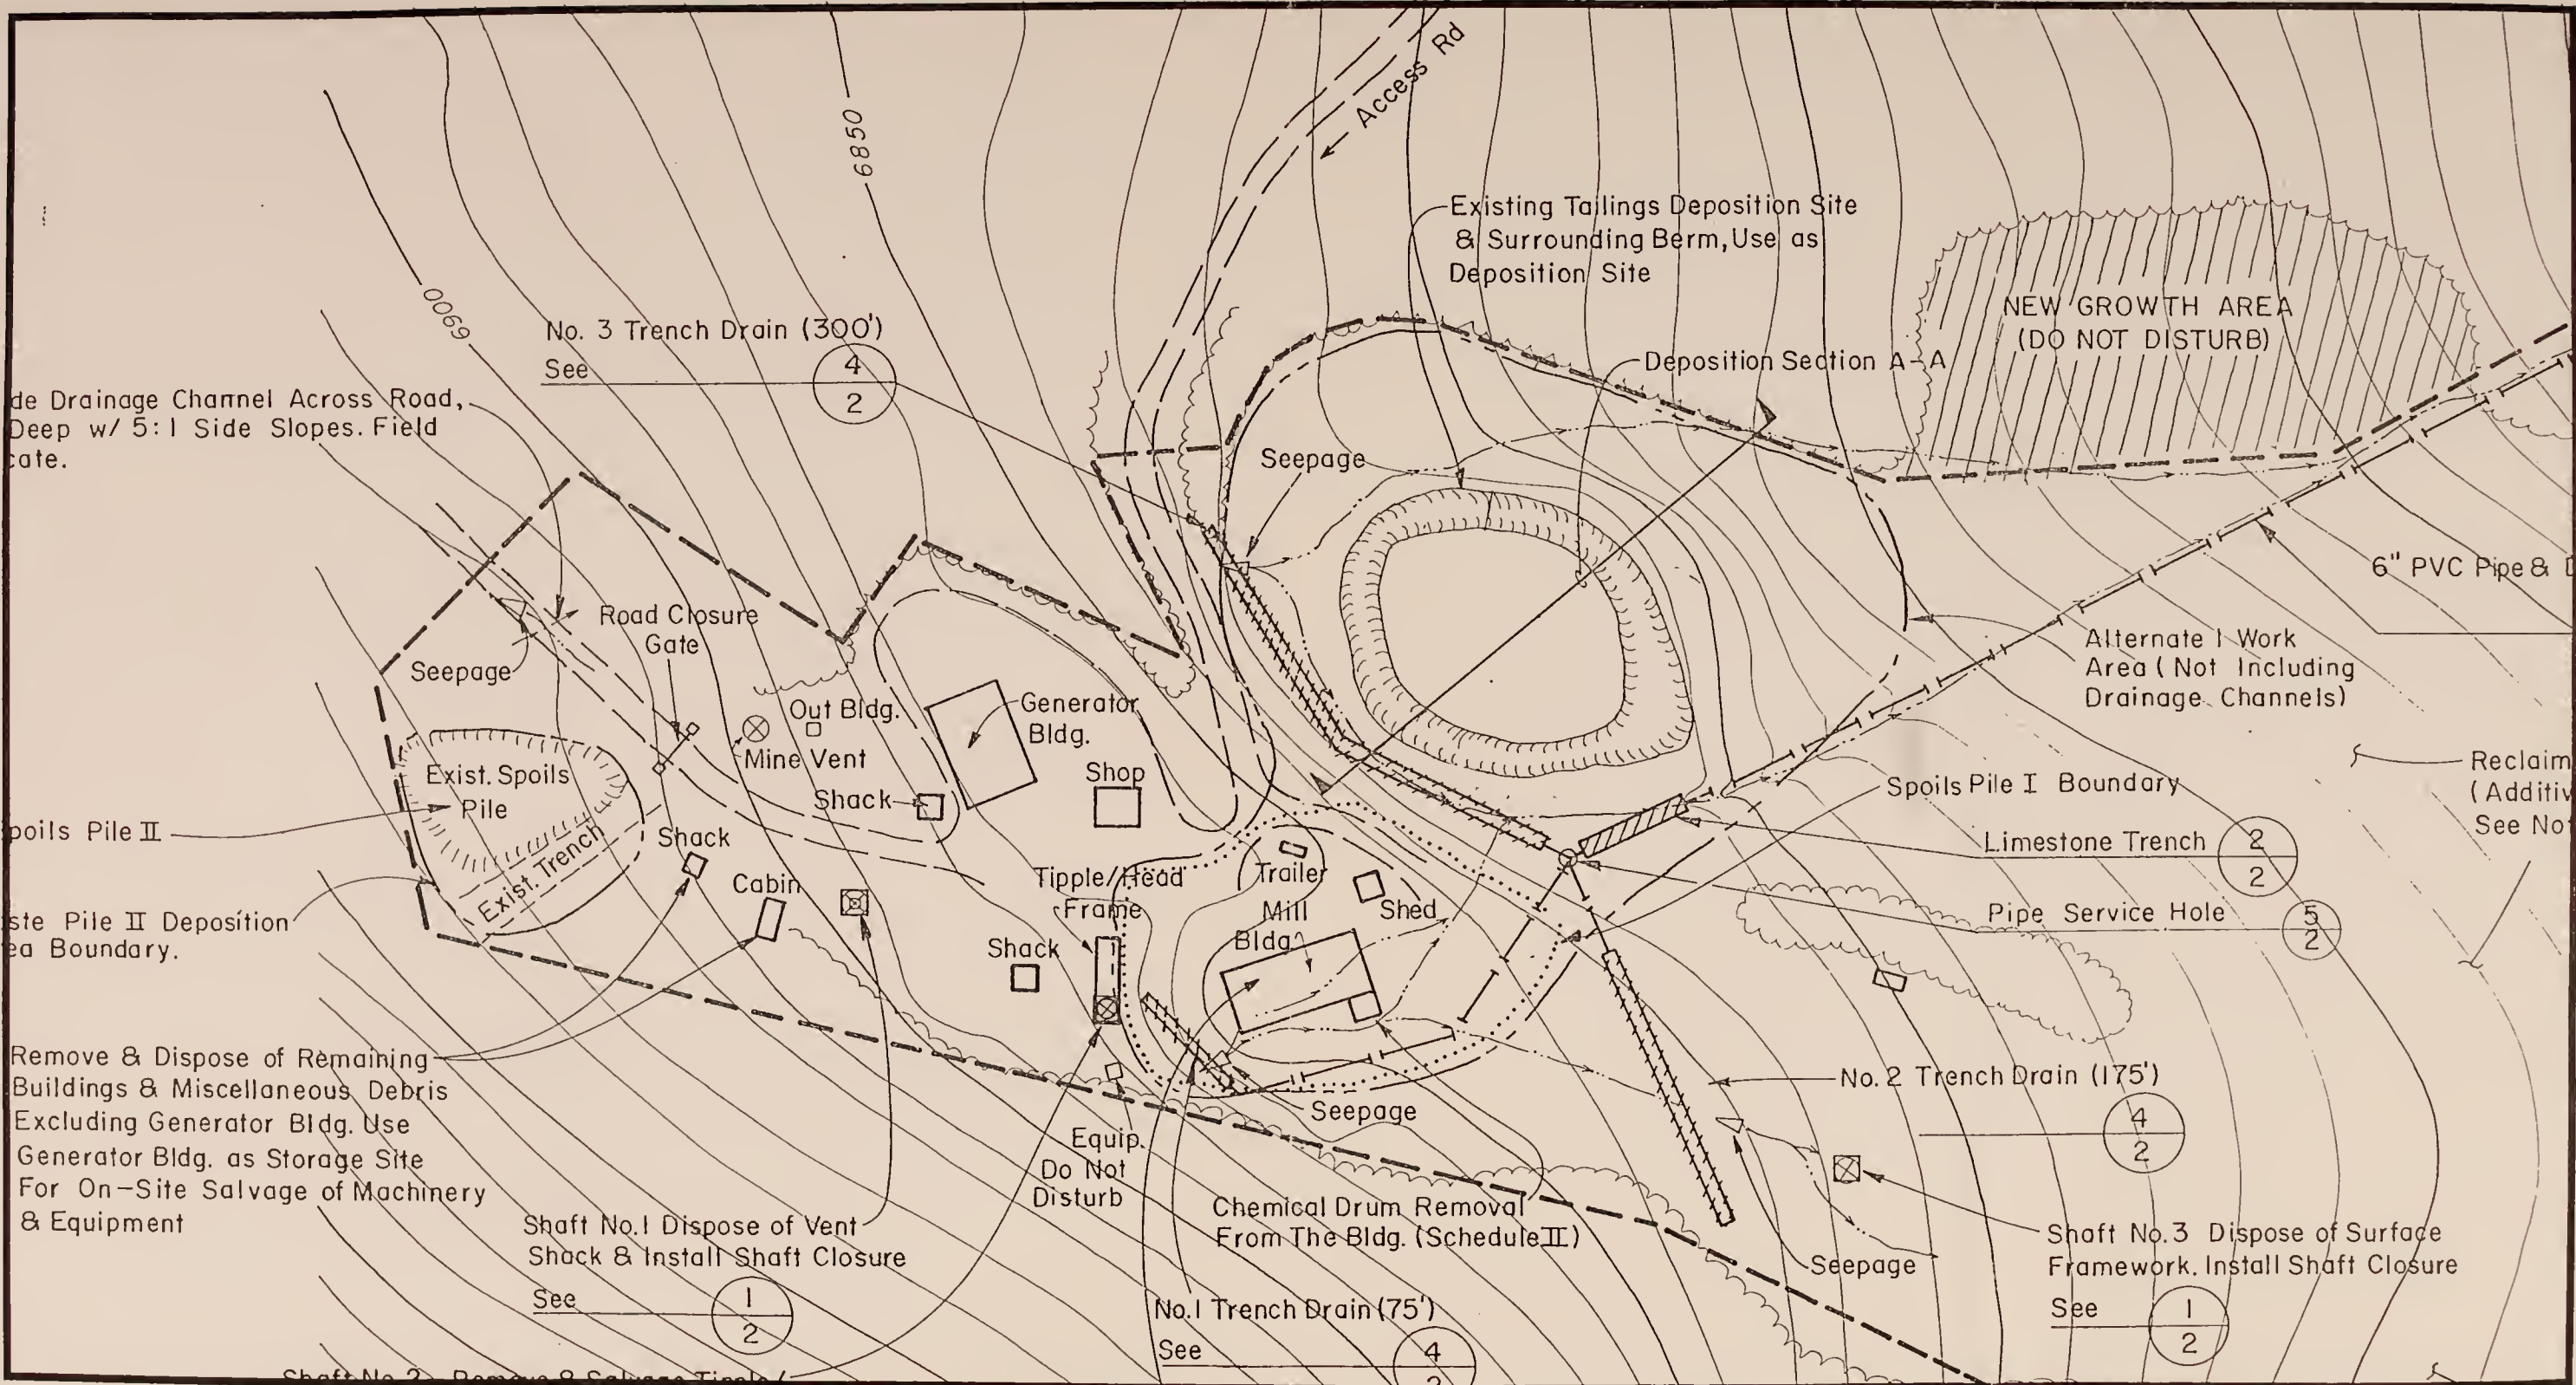 Access Rd
6850
6900
Existing Tailings Deposition Site
& Surrounding Berm, Use as
Deposition Site
NEW GROWTH AREA
(DO NOT DISTURB)
No. 3 Trench Drain (300')
See
4
2
Deposition Section A-A
de Drainage Channel Across Road,
Deep w/ 5:1 Side Slopes. Field
cate.
Seepage
6" PVC Pipe &
Road Closure
Gate
Seepage
Alternate 1 Work
Area (Not Including
Drainage Channels)
Out Bldg.
Generator
Bldg.
Mine Vent
Exist. Spoils
Pile
Shop
Shack
Reclaim
(Additiv
See No
Spoils Pile I Boundary
poils Pile II
Shack
Exist. Trench
Limestone Trench
2
2
Cabin
Tipple/Head
Frame
Trailer
Shed
Mill
Bldg.
ste Pile II Deposition
ea Boundary.
Pipe Service Hole
5
2
Shack
Remove & Dispose of Remaining
Buildings & Miscellaneous Debris
Excluding Generator Bldg. Use
Generator Bldg. as Storage Site
For On-Site Salvage of Machinery
& Equipment
No. 2 Trench Drain (175')
4
2
Seepage
Equip.
Do Not
Disturb
Chemical Drum Removal
From The Bldg. (Schedule II)
Shaft No.1 Dispose of Vent
Shack & Install Shaft Closure
See
1
2
Seepage
Shaft No.3 Dispose of Surface
Framework. Install Shaft Closure
See
1
2
No.1 Trench Drain (75')
See
4
2
Shaft No.2 Remove & Salvage Tipple/